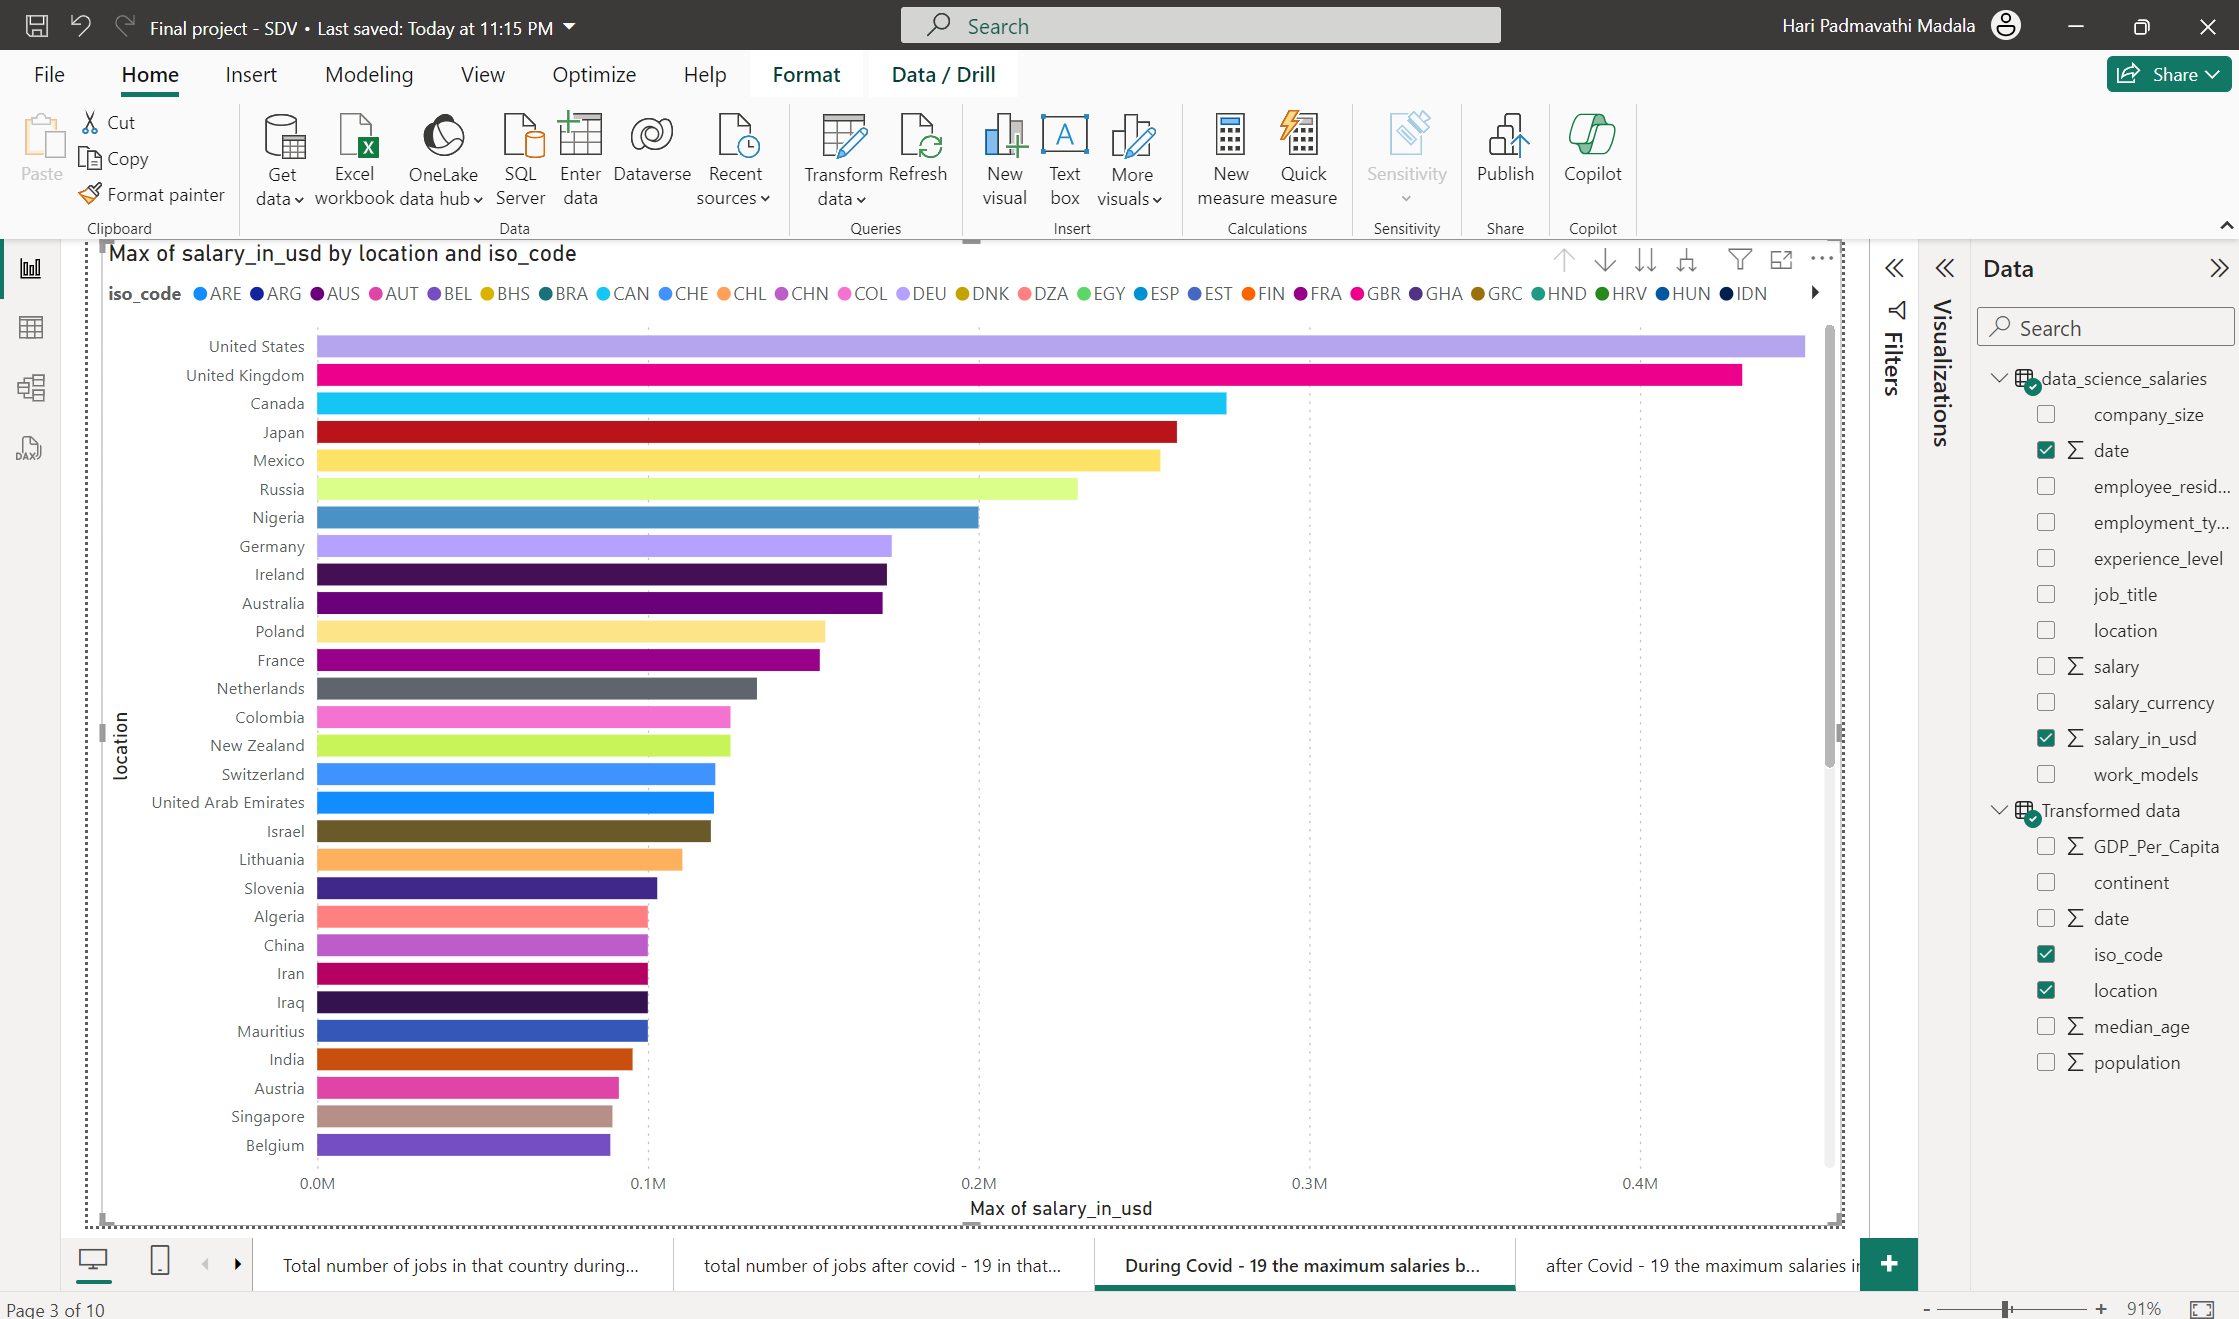 Final project - SDV • Last saved: Today at 11:15 PM
Search
Hari Padmavathi Madala
File
Home
Insert
Modeling
View
Optimize
Help
Format
Data / Drill
Share
Paste
Cut
Copy
Format painter
Clipboard
Get data
Excel workbook
OneLake data hub
SQL Server
Enter data
Dataverse
Recent sources
Data
Transform data
Refresh
Queries
New visual
Text box
More visuals
Insert
New measure
Quick measure
Calculations
Sensitivity
Sensitivity
Publish
Share
Copilot
Copilot
Max of salary_in_usd by location and iso_code
iso_code ARE ARG AUS AUT BEL BHS BRA CAN CHE CHL CHN COL DEU DNK DZA EGY ESP EST FIN FRA GBR GHA GRC HND HRV HUN IDN
location
United States
United Kingdom
Canada
Japan
Mexico
Russia
Nigeria
Germany
Ireland
Australia
Poland
France
Netherlands
Colombia
New Zealand
Switzerland
United Arab Emirates
Israel
Lithuania
Slovenia
Algeria
China
Iran
Iraq
Mauritius
India
Austria
Singapore
Belgium
0.0M 0.1M 0.2M 0.3M 0.4M
Max of salary_in_usd
Filters
Visualizations
Data
Search
data_science_salaries
company_size
date
employee_resid...
employment_ty...
experience_level
job_title
location
salary
salary_currency
salary_in_usd
work_models
Transformed data
GDP_Per_Capita
continent
date
iso_code
location
median_age
population
DAX
Total number of jobs in that country during...
total number of jobs after covid - 19 in that...
During Covid - 19 the maximum salaries b...
after Covid - 19 the maximum salaries i
Page 3 of 10
- + 91%